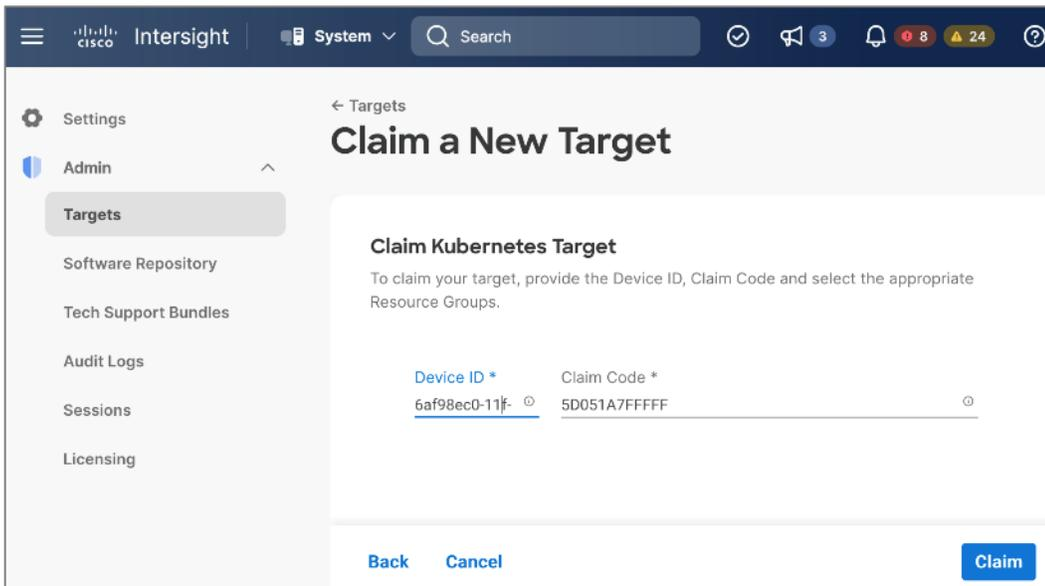 CISCO Intersight System Search 3 8 24
Settings
Admin
Targets
Software Repository
Tech Support Bundles
Audit Logs
Sessions
Licensing
← Targets
Claim a New Target
Claim Kubernetes Target
To claim your target, provide the Device ID, Claim Code and select the appropriate
Resource Groups.
Device ID * Claim Code *
6af98ec0-11f- 5D051A7FFFFF
Back Cancel Claim